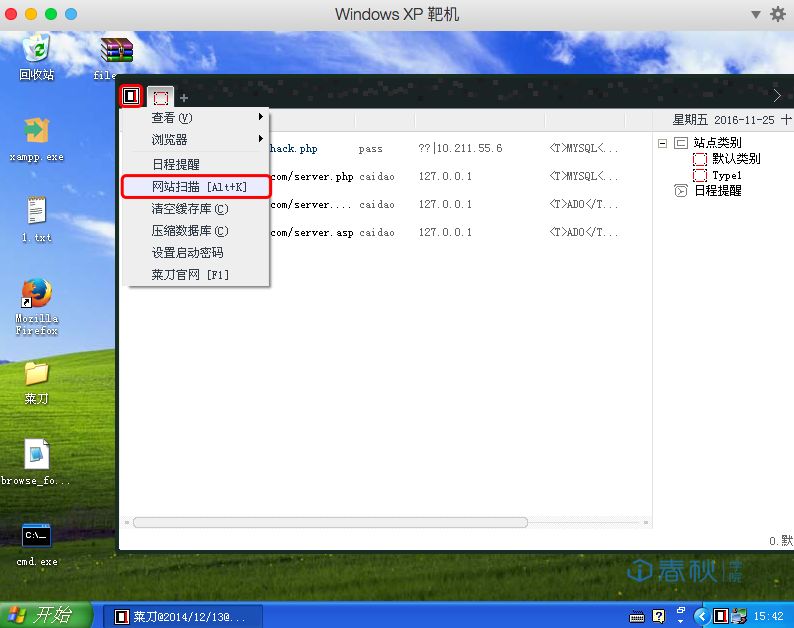 Windows XP 靶机
回收站
file
xampp.exe
1.txt
Mozilla
Firefox
菜刀
browse_fo...
cmd.exe
+
查看(V)
浏览器
日程提醒
网站扫描 [Alt+K]
清空缓存库(C)
压缩数据库(C)
设置启动密码
菜刀官网 [F1]
hack.php pass ??|10.211.55.6 <T>MYSQL<...
com/server.php caidao 127.0.0.1 <T>MYSQL<...
com/server.... caidao 127.0.0.1 <T>ADO</T...
com/server.asp caidao 127.0.0.1 <T>ADO</T...
星期五 2016-11-25 十
站点类别
默认类别
Type1
日程提醒
0.默
春秋学院
开始
菜刀@2014/12/13@...
15:42